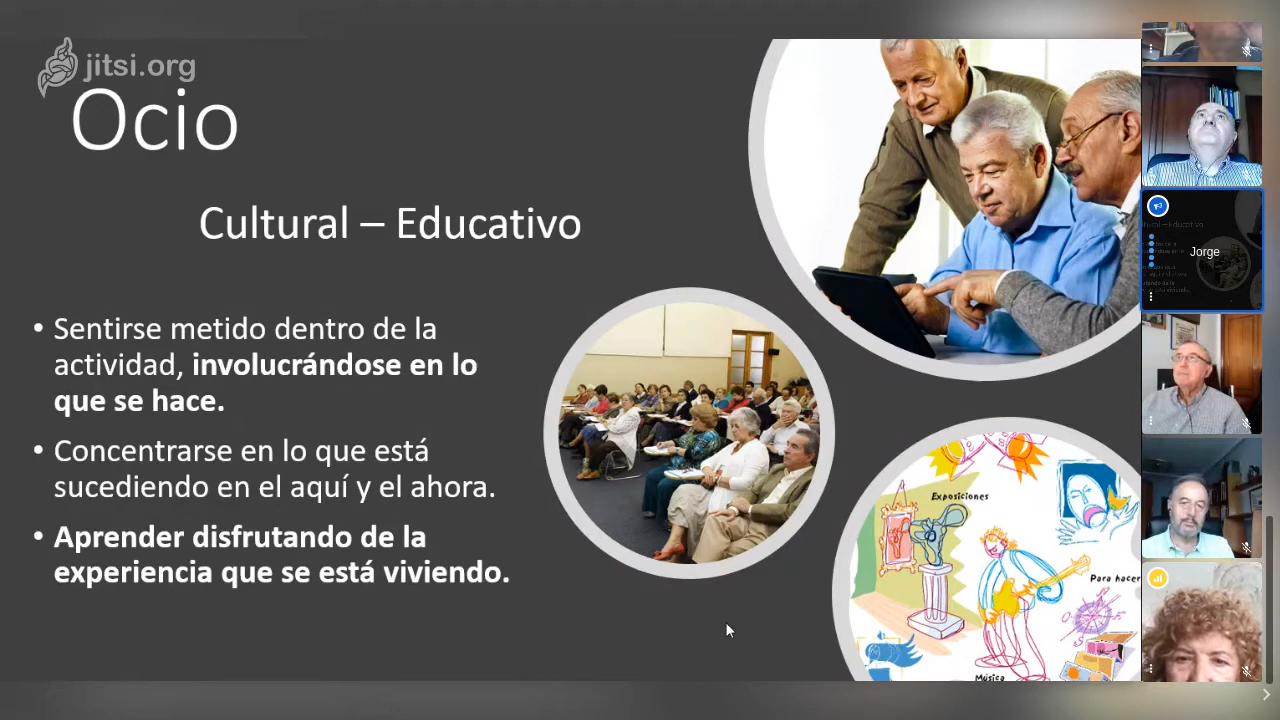 jitsi.org
Ocio
Cultural – Educativo
• Sentirse metido dentro de la
actividad, involucrándose en lo
que se hace.
• Concentrarse en lo que está
sucediendo en el aquí y el ahora.
• Aprender disfrutando de la
experiencia que se está viviendo.
Exposiciones
Para hacer
Música
Jorge